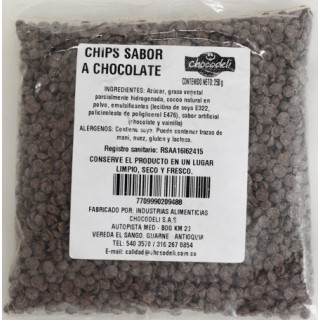 CHIPS SABOR
A CHOCOLATE
chocodeli
CONTENIDO NETO: 250 g
INGREDIENTES: Azúcar, grasa vegetal
parcialmente hidrogenada, cocoa natural en
polvo, emulsificantes (lecitina de soya E322,
poliricinoleato de poliglicerol E476), sabor artificial
(chocolate y vainilla)
ALERGENOS: Contiene soya. Puede contener trazas de
maní, nuez, gluten y lactosa.
Registro sanitario: RSAA16I62415
CONSERVE EL PRODUCTO EN UN LUGAR
LIMPIO, SECO Y FRESCO.
7709990209488
FABRICADO POR: INDUSTRIAS ALIMENTICIAS
CHOCODELI S.A.S
AUTOPISTA MED - BOG KM 23
VEREDA EL SANGO. GUARNE - ANTIOQUIA
TEL: 540 3570 / 316 267 0854
E-mail: calidad@chocodeli.com.co